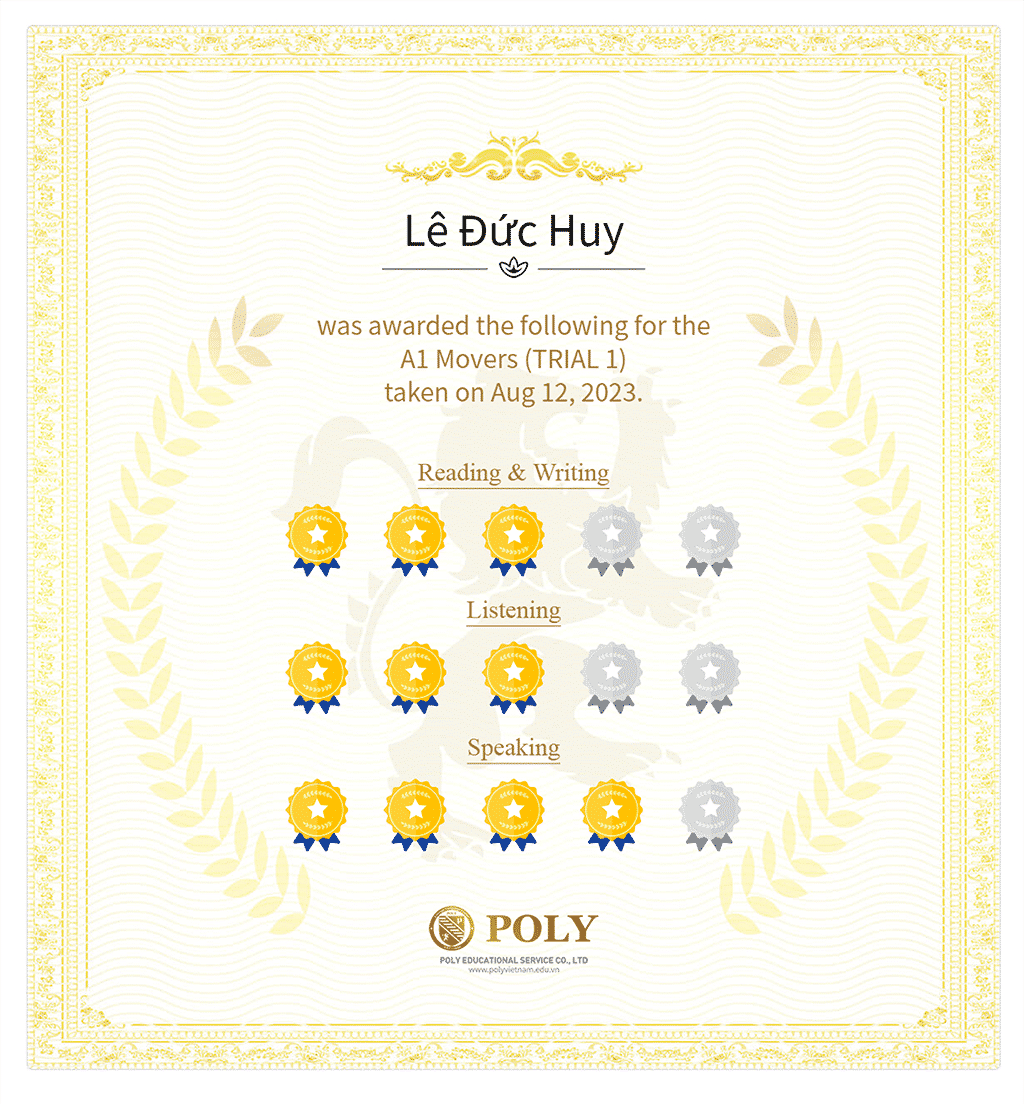 Lê Đức Huy
was awarded the following for the
A1 Movers (TRIAL 1)
taken on Aug 12, 2023.
Reading & Writing
Listening
Speaking
POLY
POLY EDUCATIONAL SERVICE CO., LTD
www.polyvietnam.edu.vn